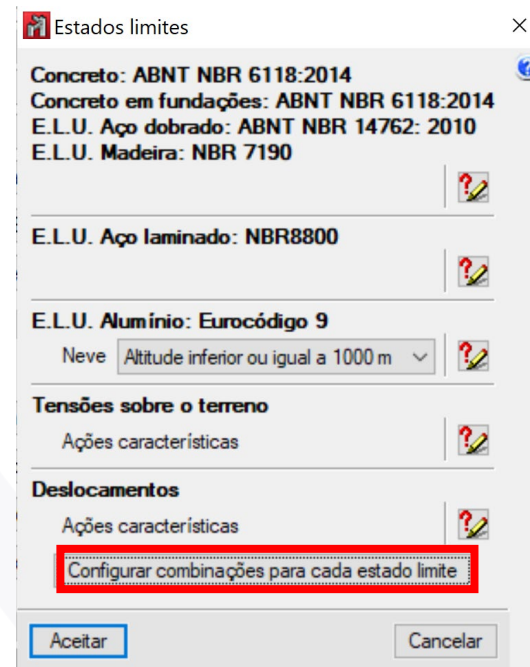 Estados limites
Concreto: ABNT NBR 6118:2014
Concreto em fundações: ABNT NBR 6118:2014
E.L.U. Aço dobrado: ABNT NBR 14762: 2010
E.L.U. Madeira: NBR 7190
E.L.U. Aço laminado: NBR8800
E.L.U. Alumínio: Eurocódigo 9
Neve Altitude inferior ou igual a 1000 m
Tensões sobre o terreno
Ações características
Deslocamentos
Ações características
Configurar combinações para cada estado limite
Aceitar Cancelar